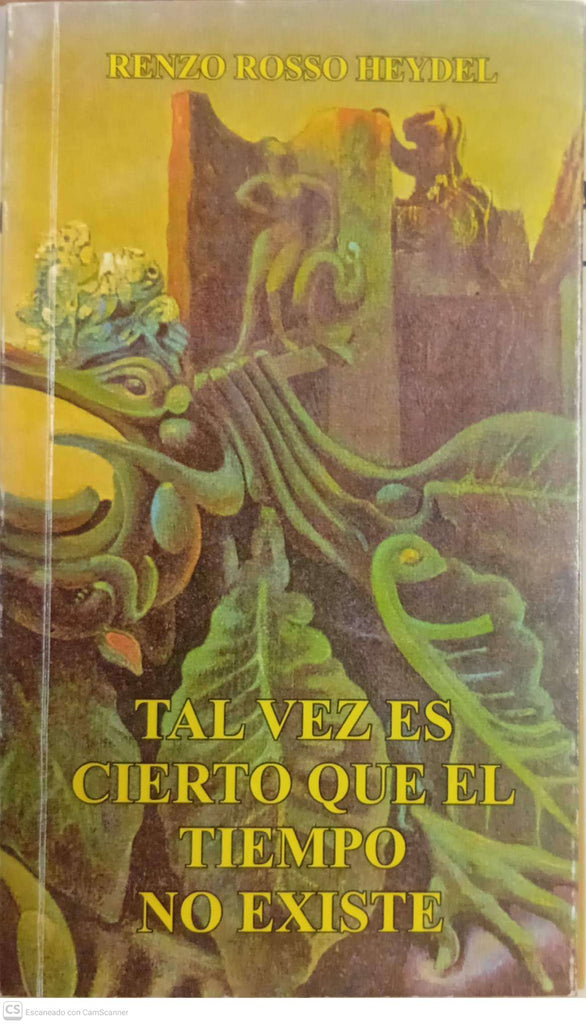 RENZO ROSSO HEYDEL
TAL VEZ ES
CIERTO QUE EL
TIEMPO
NO EXISTE
CS Escaneado con CamScanner